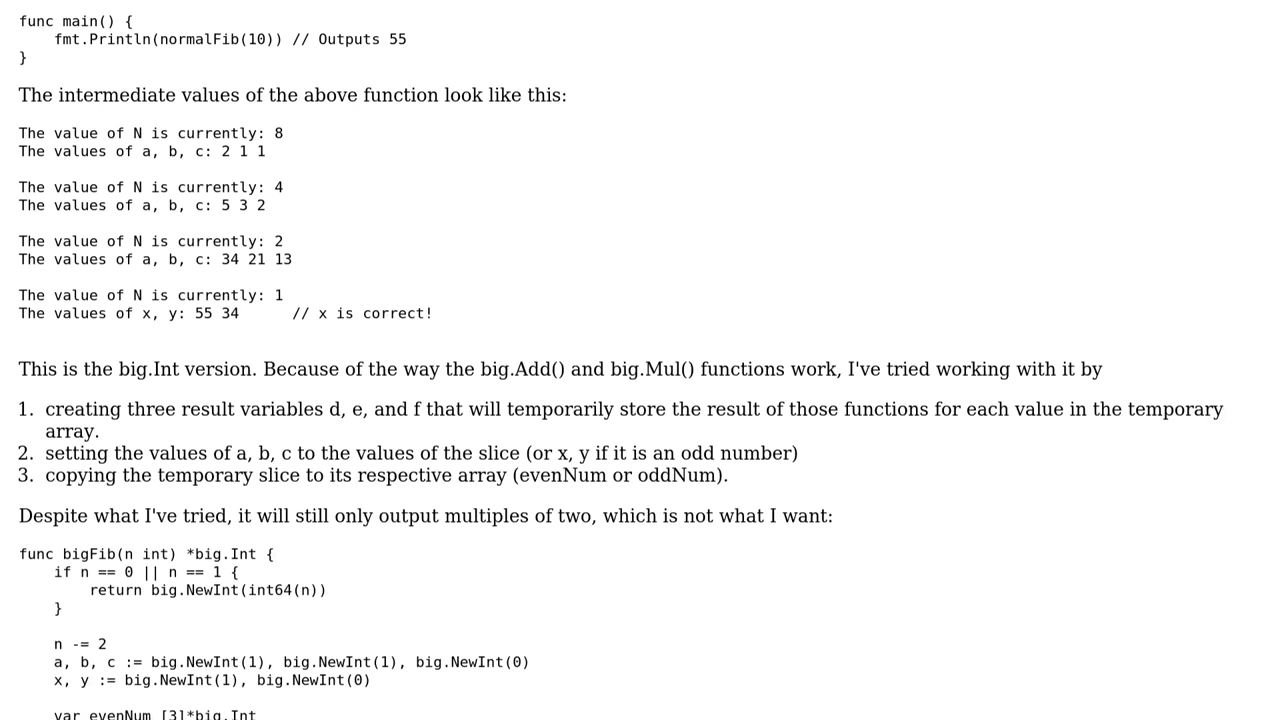 func main() {
    fmt.Println(normalFib(10)) // Outputs 55
}
The intermediate values of the above function look like this:
The value of N is currently: 8
The values of a, b, c: 2 1 1
The value of N is currently: 4
The values of a, b, c: 5 3 2
The value of N is currently: 2
The values of a, b, c: 34 21 13
The value of N is currently: 1
The values of x, y: 55 34      // x is correct!
This is the big.Int version. Because of the way the big.Add() and big.Mul() functions work, I've tried working with it by
1. creating three result variables d, e, and f that will temporarily store the result of those functions for each value in the temporary
array.
2. setting the values of a, b, c to the values of the slice (or x, y if it is an odd number)
3. copying the temporary slice to its respective array (evenNum or oddNum).
Despite what I've tried, it will still only output multiples of two, which is not what I want:
func bigFib(n int) *big.Int {
    if n == 0 || n == 1 {
        return big.NewInt(int64(n))
    }
    n -= 2
    a, b, c := big.NewInt(1), big.NewInt(1), big.NewInt(0)
    x, y := big.NewInt(1), big.NewInt(0)
    var evenNum [3]*big.Int